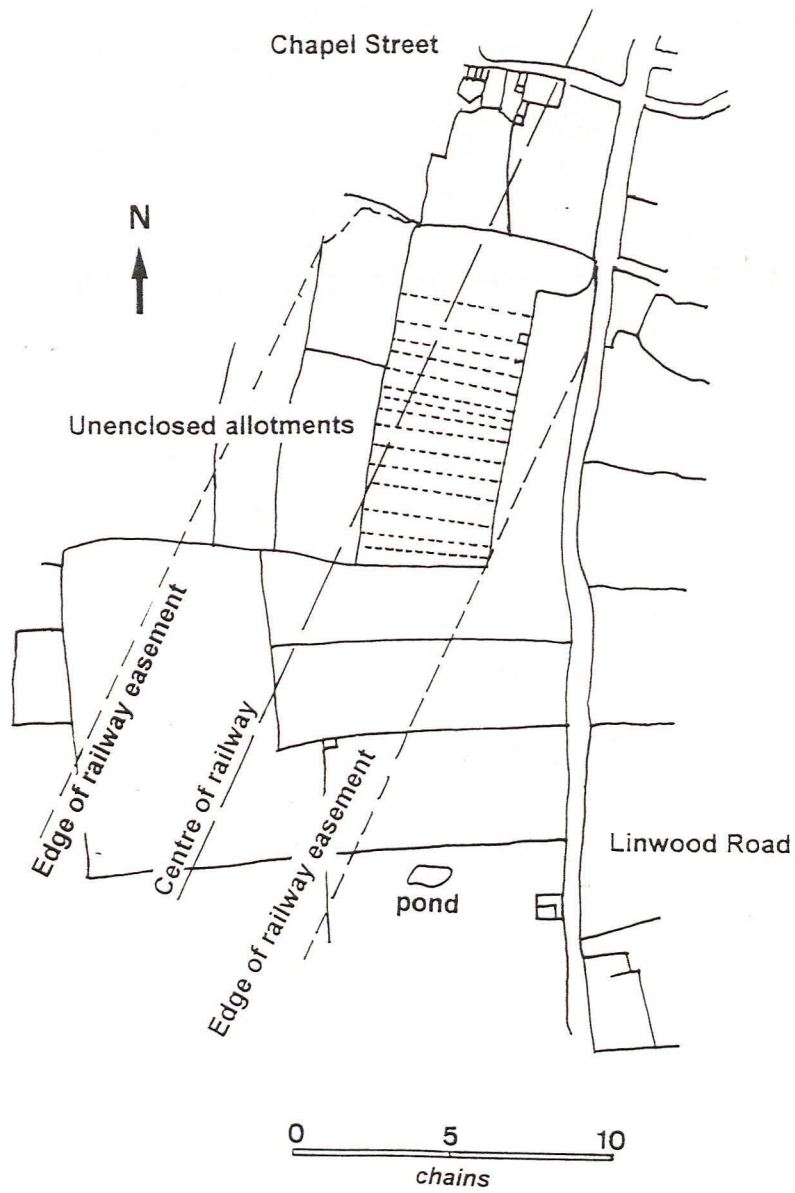 Chapel Street
N
Unenclosed allotments
Edge of railway easement
Centre of railway
Edge of railway easement
Linwood Road
pond
0 5 10
chains